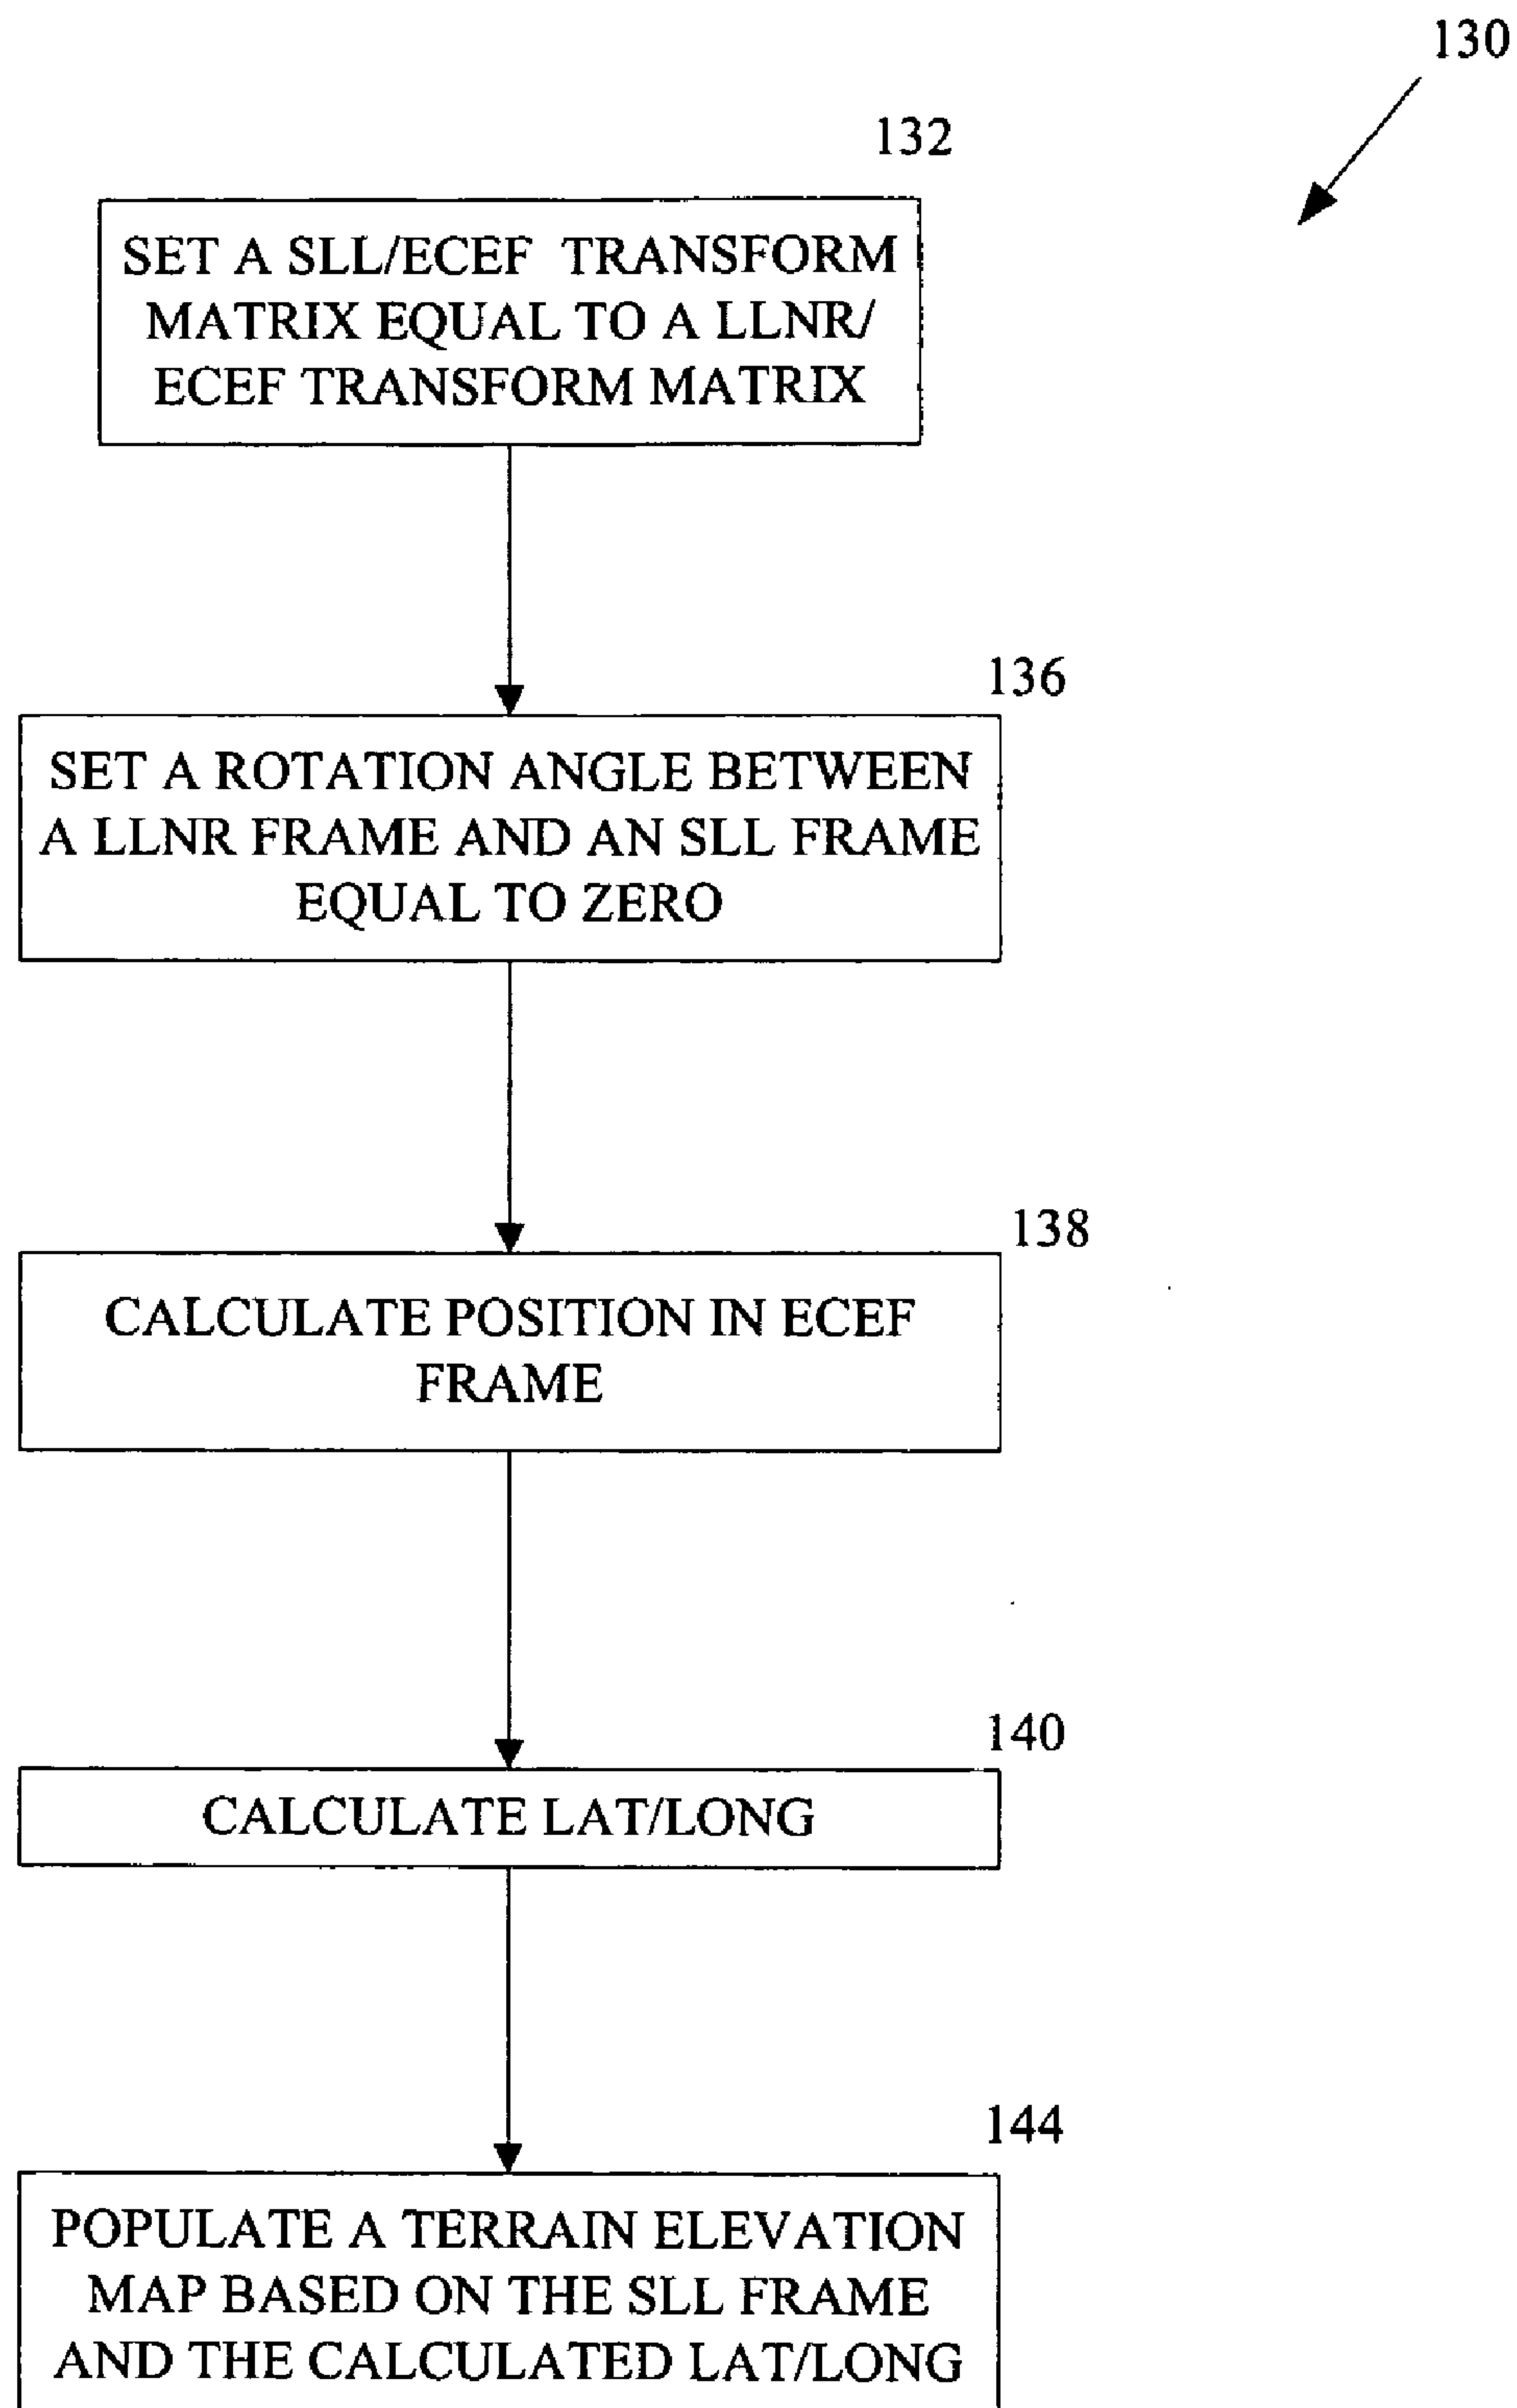 130
132
SET A SLL/ECEF TRANSFORM
MATRIX EQUAL TO A LLNR/
ECEF TRANSFORM MATRIX
136
SET A ROTATION ANGLE BETWEEN
A LLNR FRAME AND AN SLL FRAME
EQUAL TO ZERO
138
CALCULATE POSITION IN ECEF
FRAME
140
CALCULATE LAT/LONG
144
POPULATE A TERRAIN ELEVATION
MAP BASED ON THE SLL FRAME
AND THE CALCULATED LAT/LONG